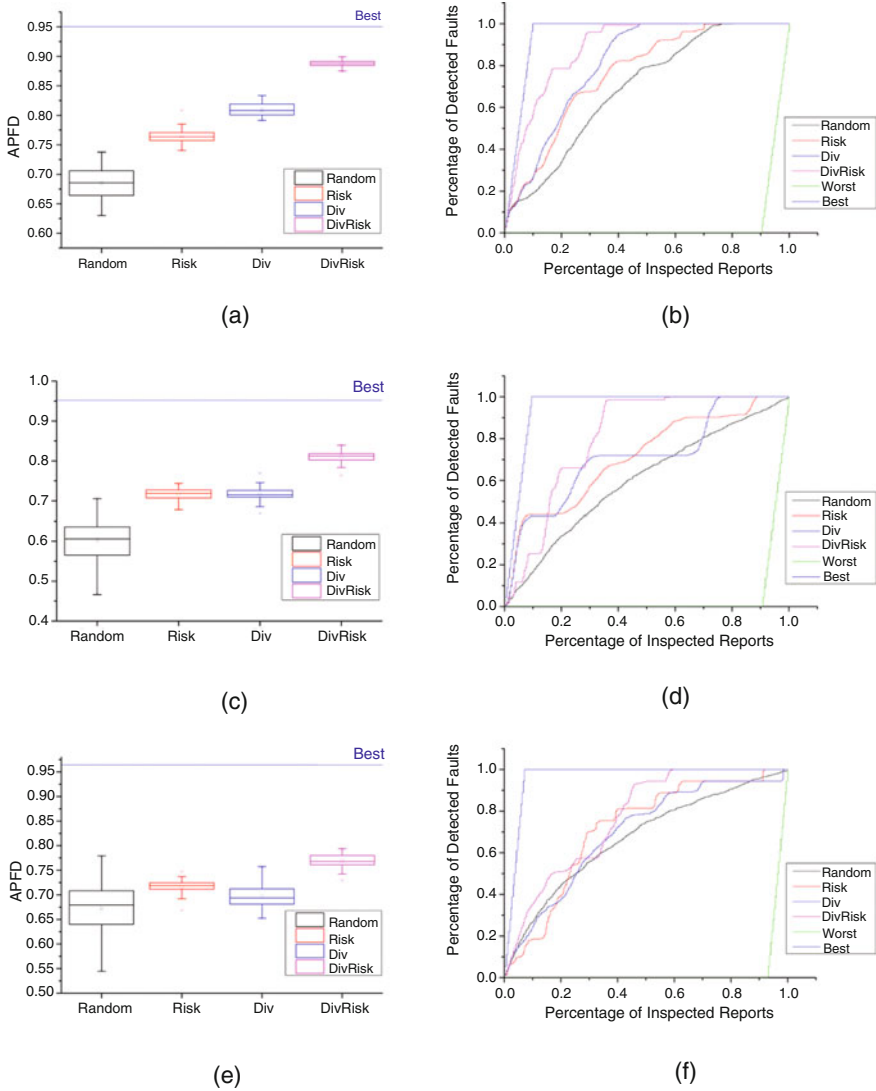 Best
0.95
0.90
0.85
0.80
0.75
0.70
0.65
0.60
APFD
Random
Risk
Div
DivRisk
Random
Risk
Div
DivRisk
(a)
1.0
0.8
0.6
0.4
0.2
0.0
Percentage of Detected Faults
Random
Risk
Div
DivRisk
Worst
Best
0.0
0.2
0.4
0.6
0.8
1.0
Percentage of Inspected Reports
(b)
Best
1.0
0.9
0.8
0.7
0.6
0.5
0.4
Random
Risk
Div
DivRisk
Random
Risk
Div
DivRisk
(c)
1.0
0.8
0.6
0.4
0.2
0.0
Percentage of Detected Faults
Random
Risk
Div
DivRisk
Worst
Best
0.0
0.2
0.4
0.6
0.8
1.0
Percentage of Inspected Reports
(d)
Best
0.95
0.90
0.85
0.80
0.75
0.70
0.65
0.60
0.55
0.50
APFD
Random
Risk
Div
DivRisk
Random
Risk
Div
DivRisk
(e)
1.0
0.8
0.6
0.4
0.2
0.0
Percentage of Detected Faults
Random
Risk
Div
DivRisk
Worst
Best
0.0
0.2
0.4
0.6
0.8
1.0
Percentage of Inspected Reports
(f)